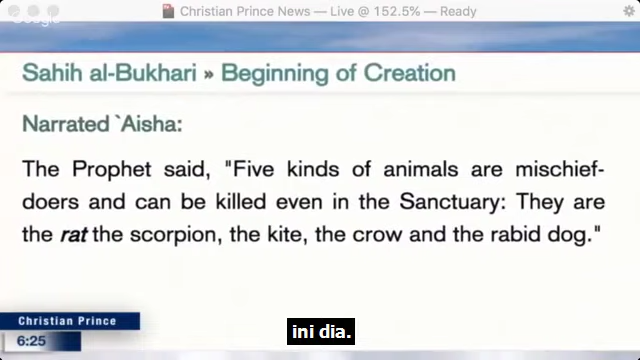 Christian Prince News — Live @ 152.5% — Ready
Sahih al-Bukhari » Beginning of Creation
Narrated `Aisha:
The Prophet said, "Five kinds of animals are mischief-
doers and can be killed even in the Sanctuary: They are
the rat the scorpion, the kite, the crow and the rabid dog."
Christian Prince
6:25
ini dia.